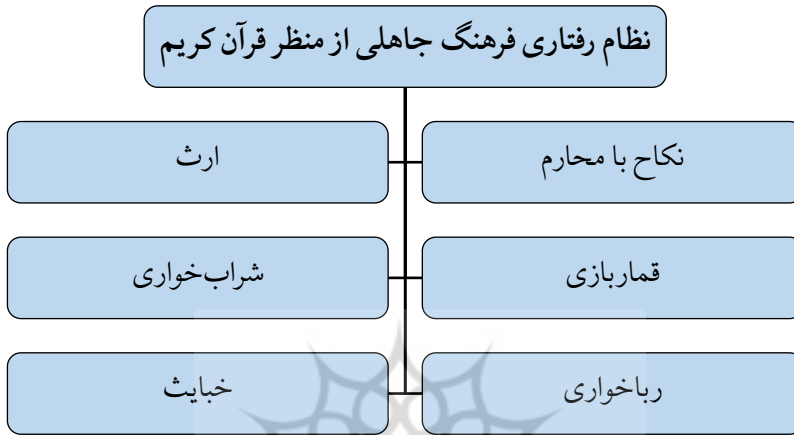 نظام رفتاری فرهنگ جاهلی از منظر قرآن کریم
نکاح با محارم
ارث
قماربازی
شراب‌خواری
رباخواری
خبایث